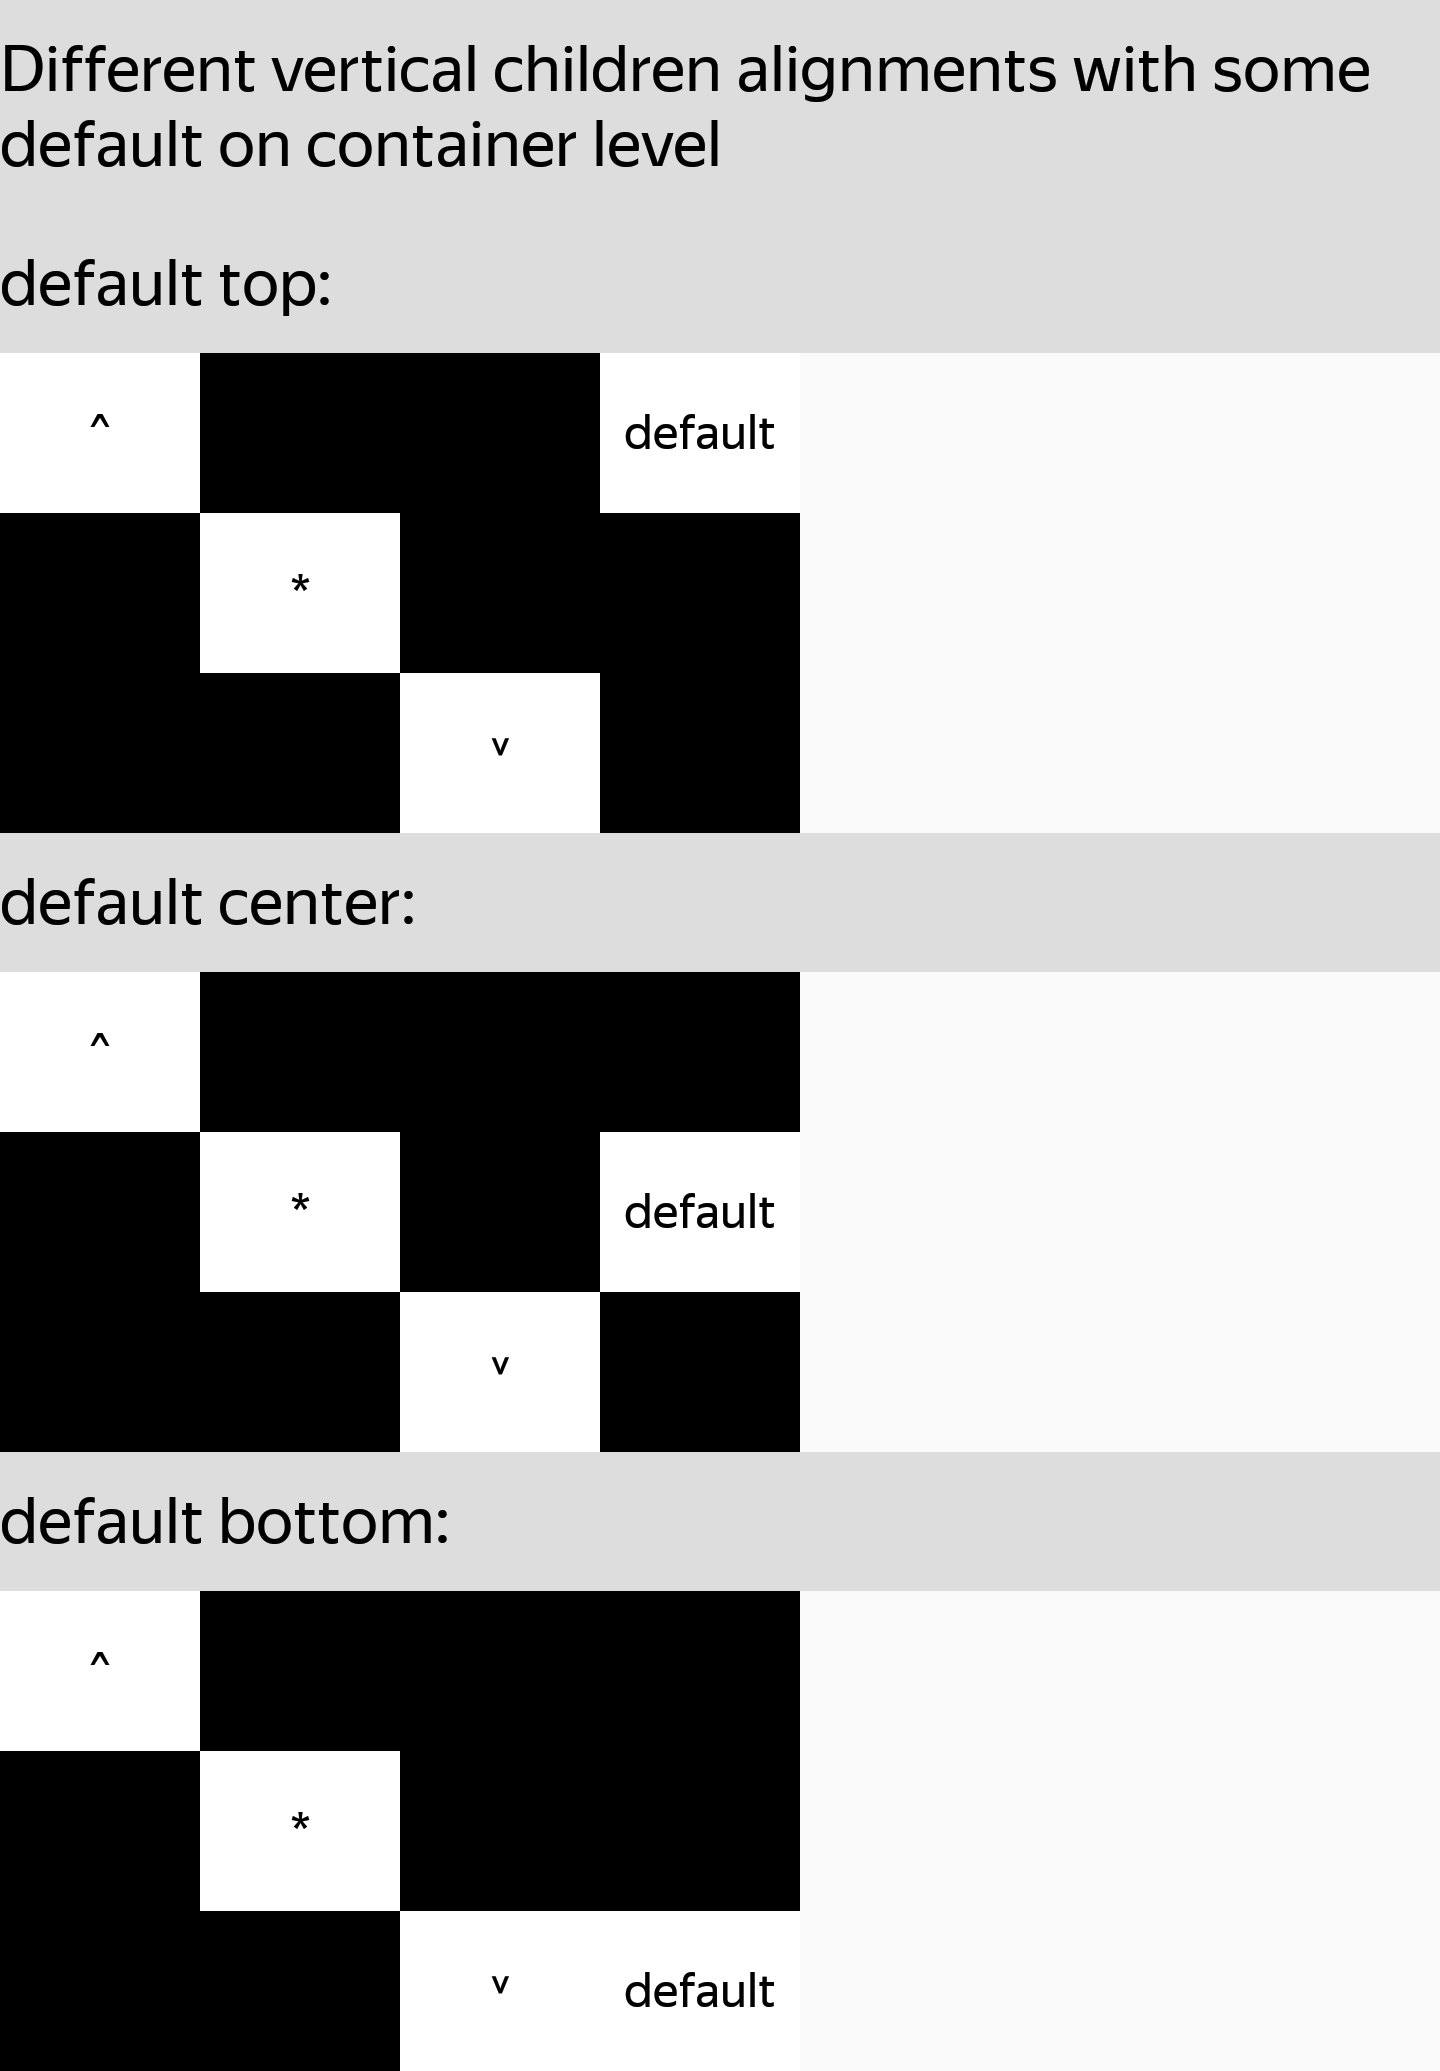 Different vertical children alignments with some
default on container level
default top:
^ default
*
v
default center:
^
* default
v
default bottom:
^
*
v default